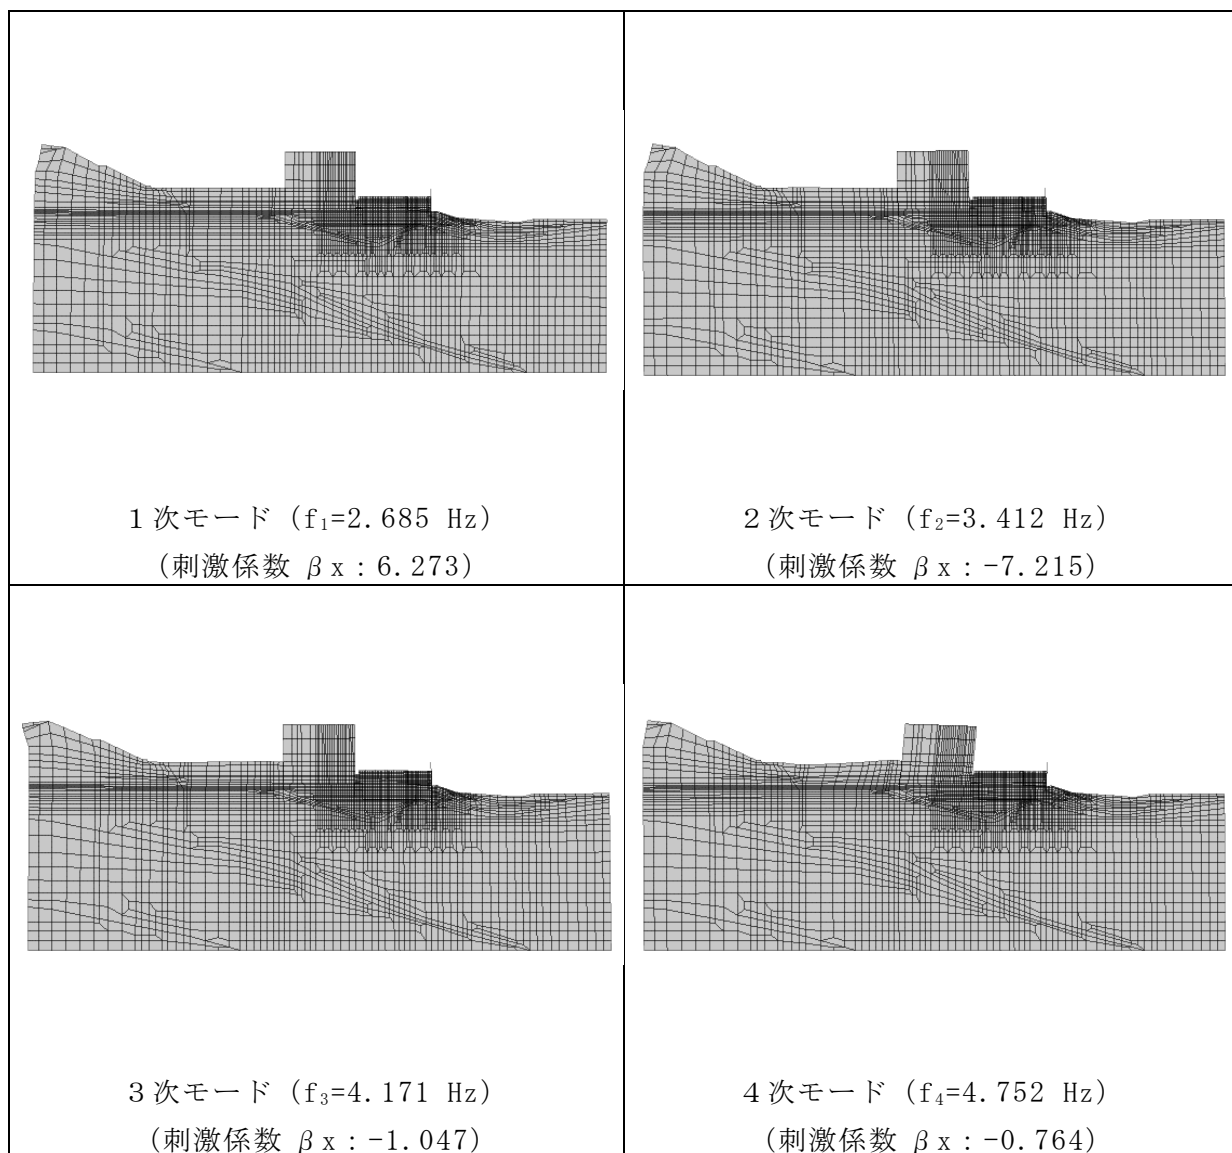 1次モード (f₁=2.685 Hz)
(刺激係数 βx:6.273)
2次モード (f₂=3.412 Hz)
(刺激係数 βx:-7.215)
3次モード (f₃=4.171 Hz)
(刺激係数 βx:-1.047)
4次モード (f₄=4.752 Hz)
(刺激係数 βx:-0.764)